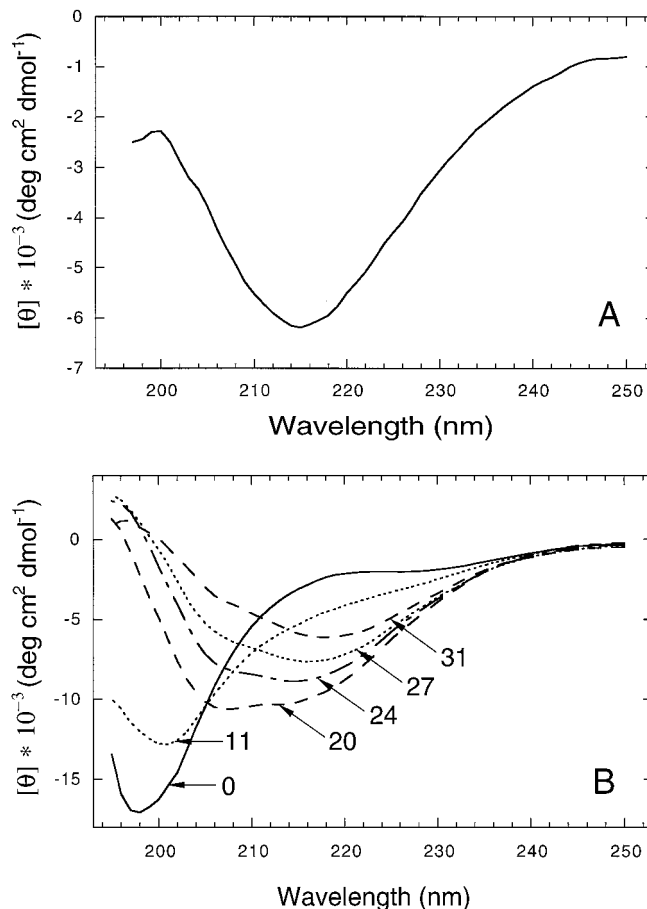 0
-1
-2
-3
-4
-5
-6
-7
[θ] * 10⁻³ (deg cm² dmol⁻¹)
A
200 210 220 230 240 250
Wavelength (nm)
0
-5
-10
-15
[θ] * 10⁻³ (deg cm² dmol⁻¹)
31
27
24
20
11
0
B
200 210 220 230 240 250
Wavelength (nm)